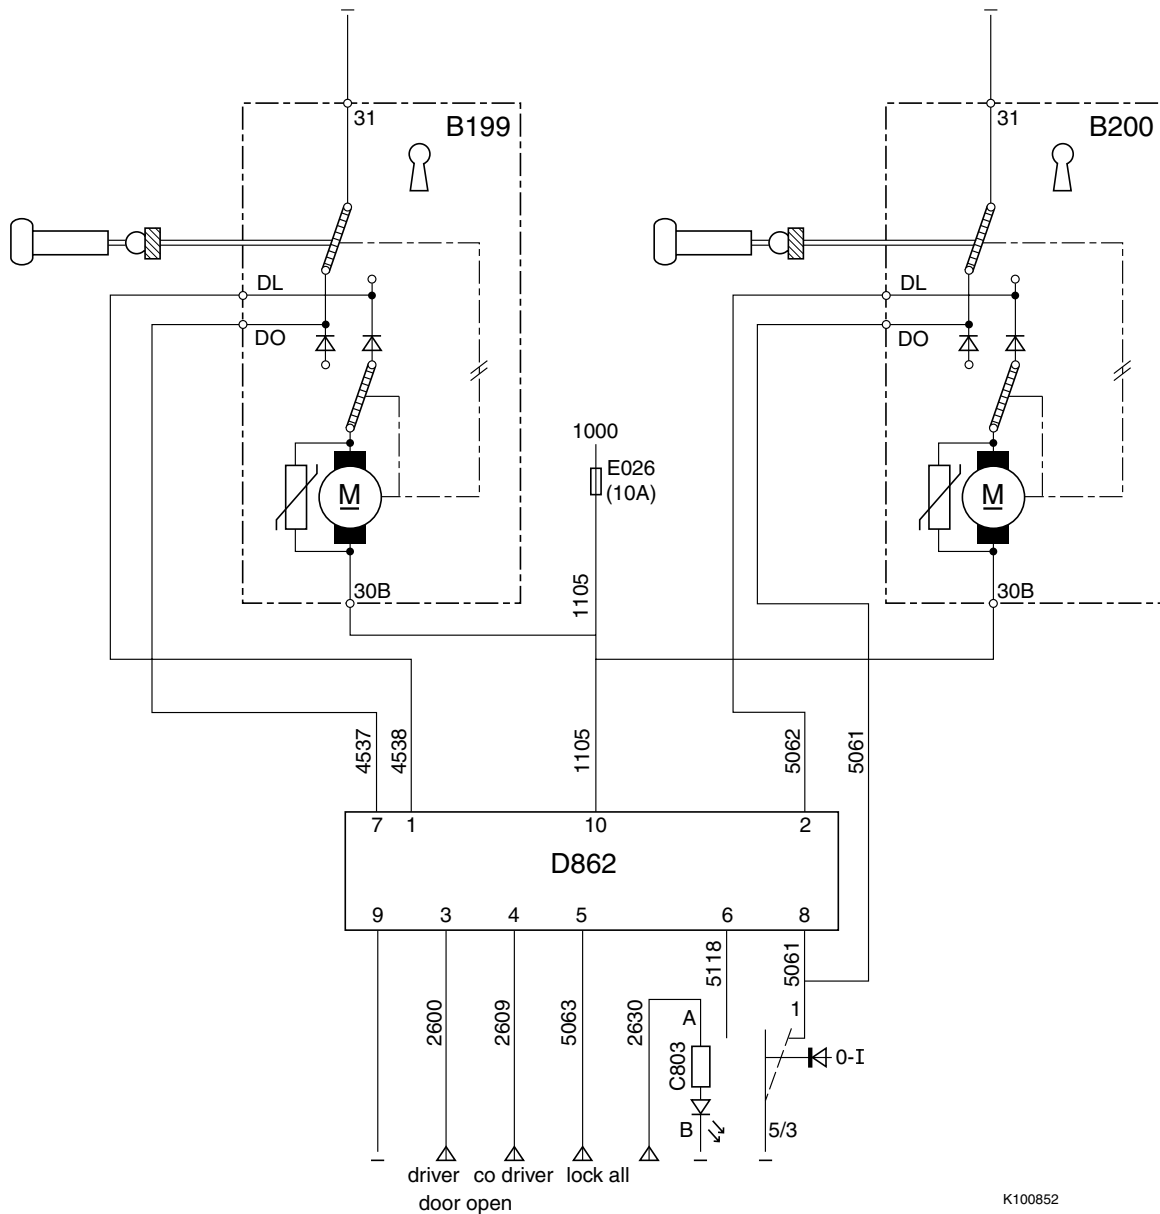 31
B199
31
B200
DL
DO
DL
DO
1000
E026
(10A)
M
M
30B
1105
30B
4537
4538
1105
5062
5061
7 1 10 2
D862
9 3 4 5 6 8
2600
2609
5063
2630
5118
5061
A
1
C803
0-I
B
5/3
driver co driver lock all
door open
K100852